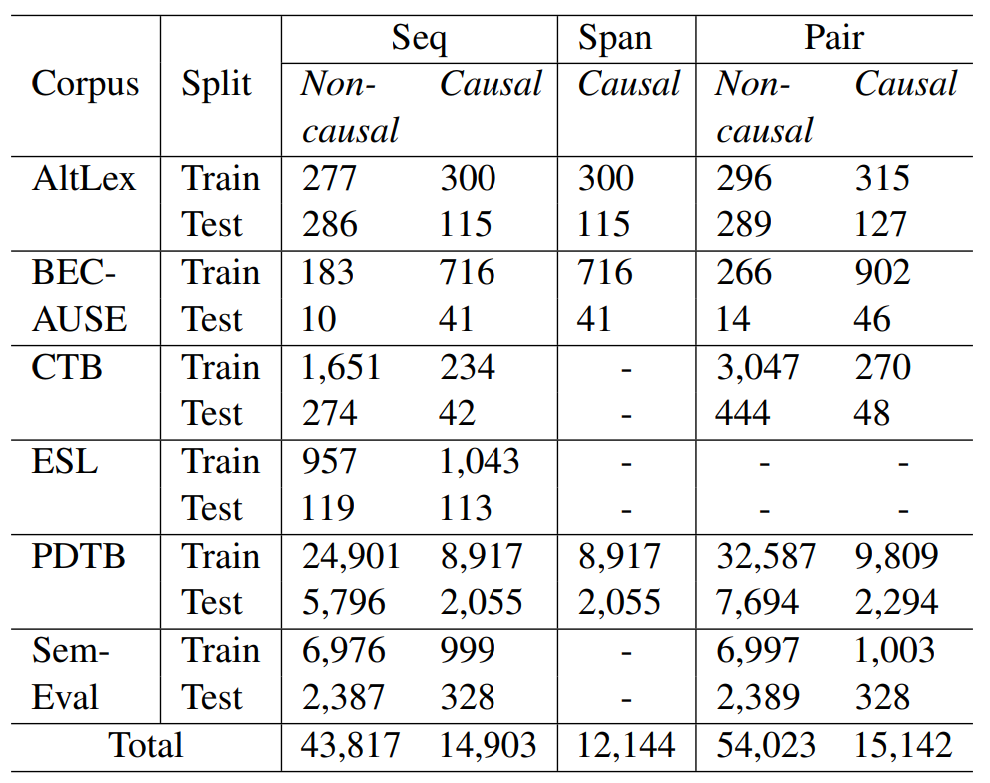 Seq Span Pair
Corpus Split Non- Causal Causal Non- Causal
causal causal
AltLex Train 277 300 300 296 315
Test 286 115 115 289 127
BEC- Train 183 716 716 266 902
AUSE Test 10 41 41 14 46
CTB Train 1,651 234 - 3,047 270
Test 274 42 - 444 48
ESL Train 957 1,043 - - -
Test 119 113 - - -
PDTB Train 24,901 8,917 8,917 32,587 9,809
Test 5,796 2,055 2,055 7,694 2,294
Sem- Train 6,976 999 - 6,997 1,003
Eval Test 2,387 328 - 2,389 328
Total 43,817 14,903 12,144 54,023 15,142